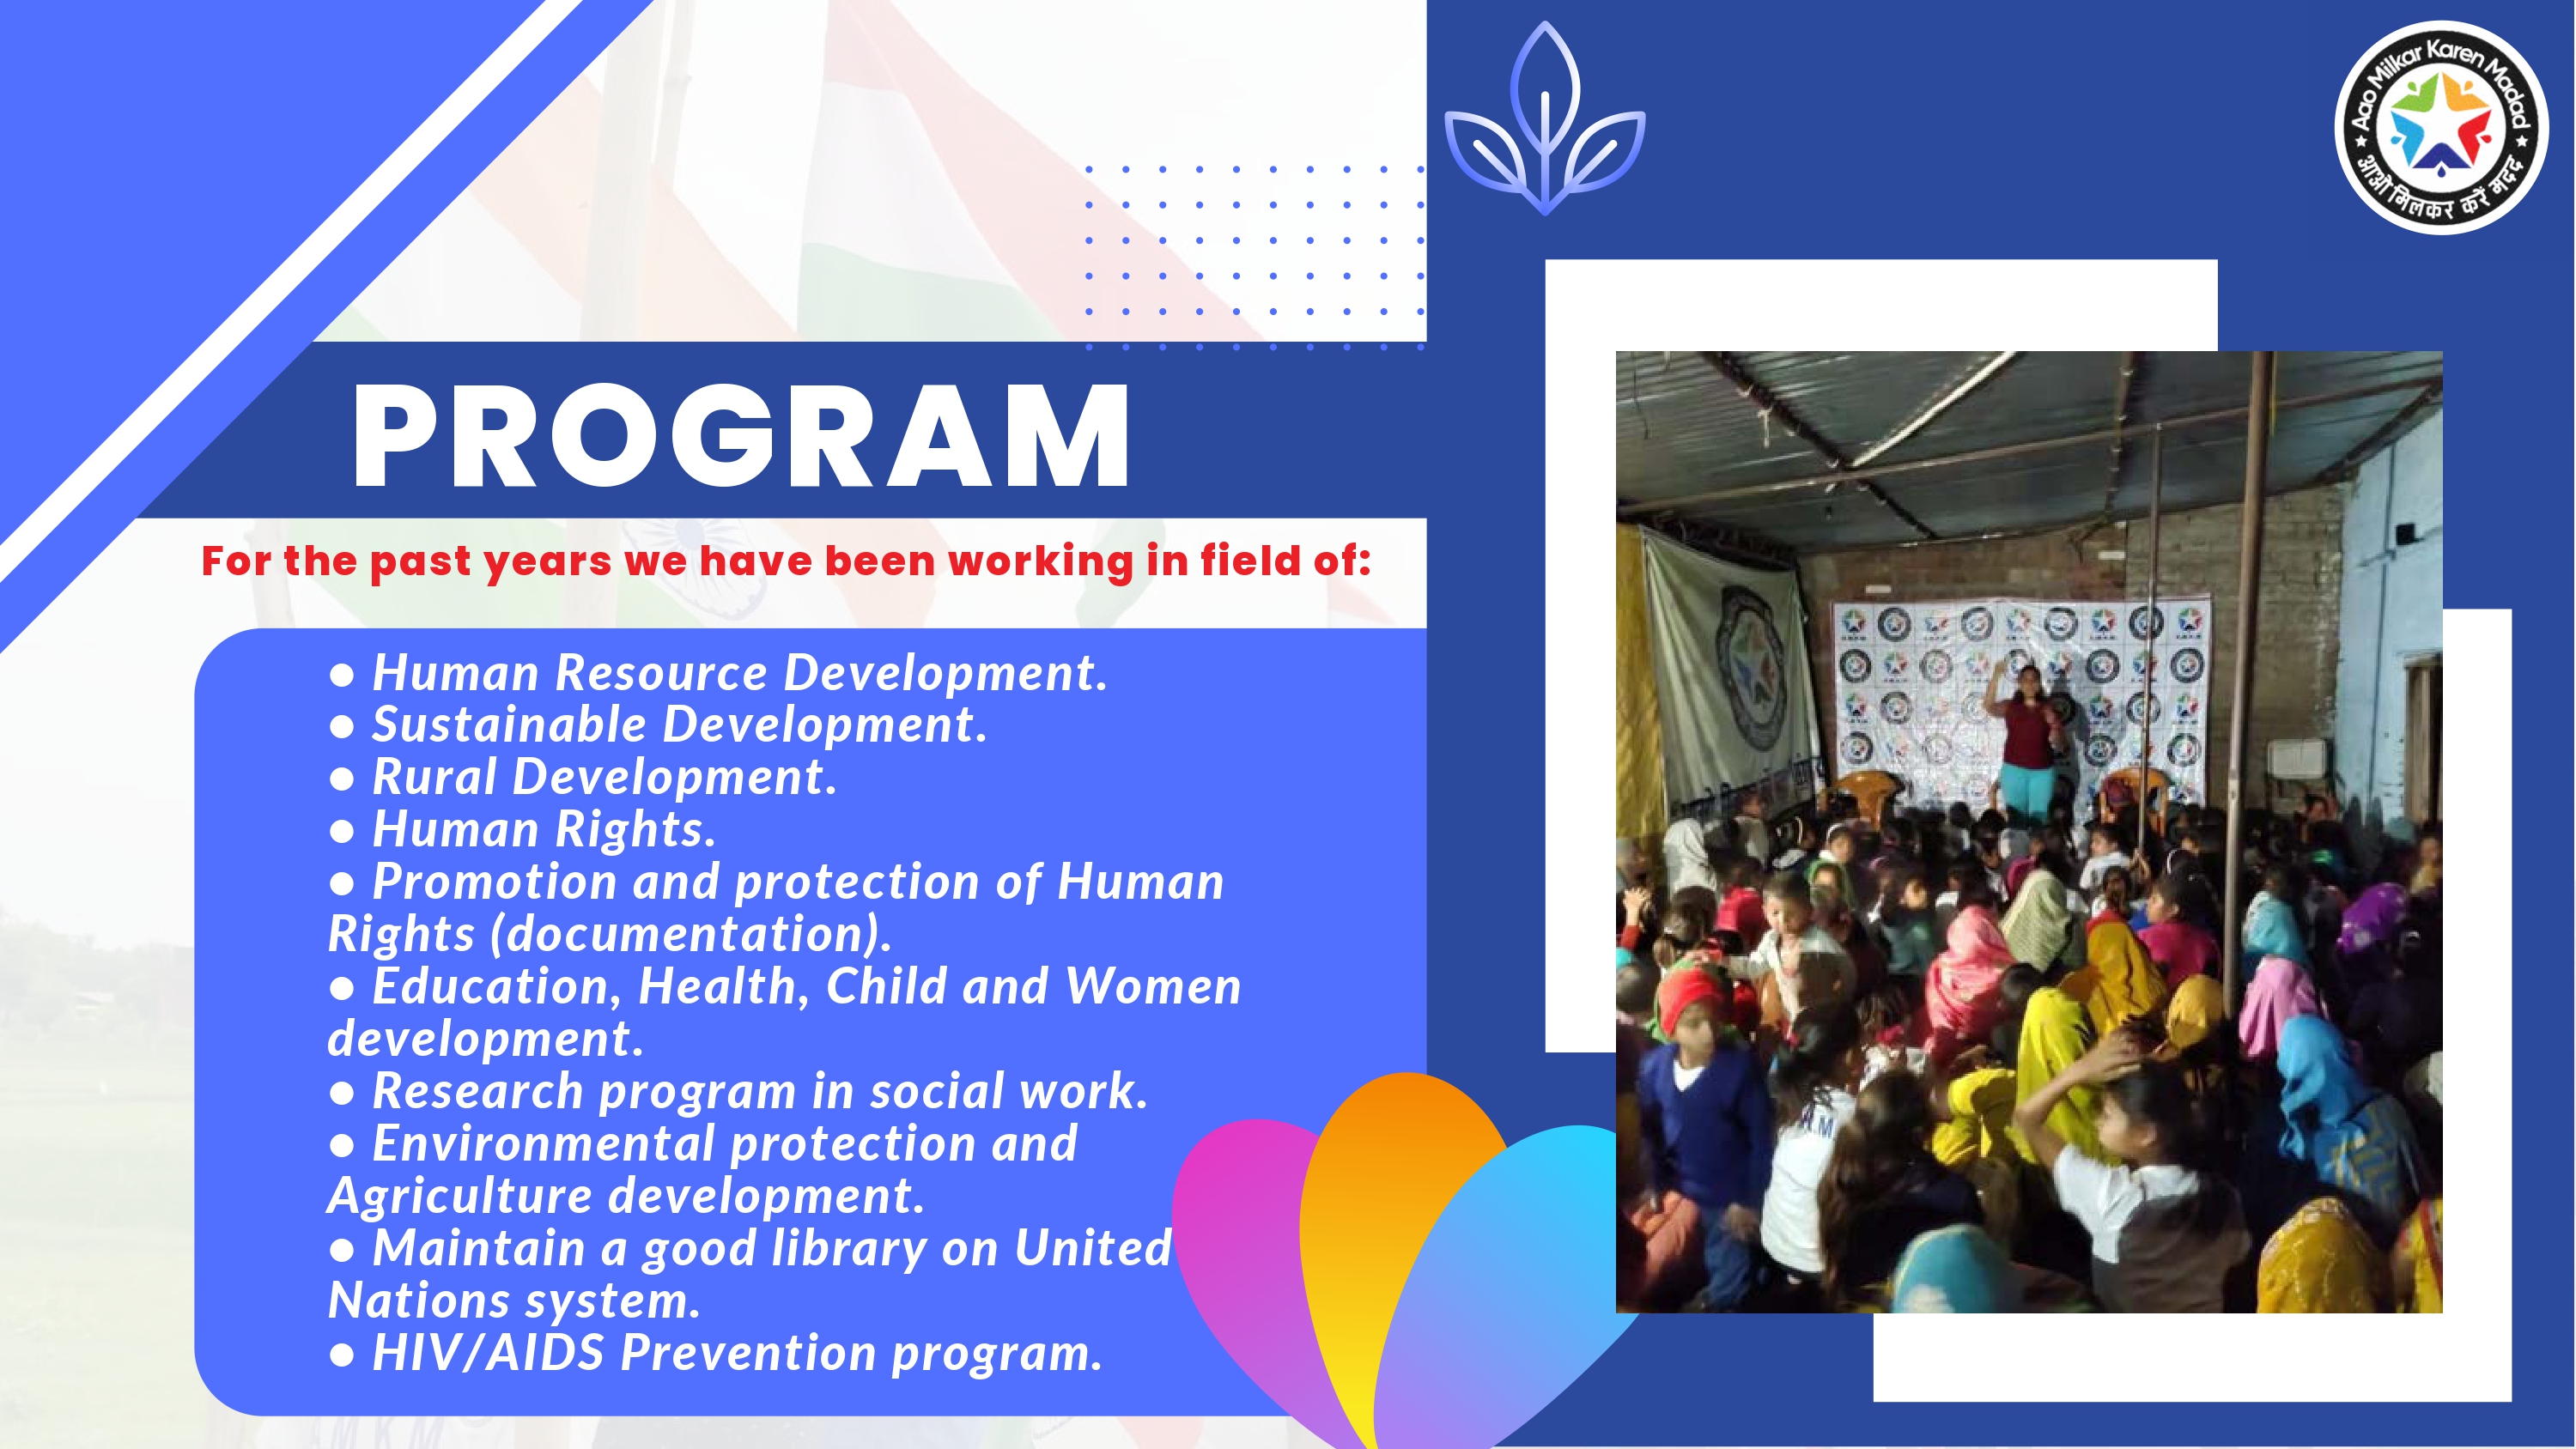 Aao Milkar Karen Madad
आओ मिलकर करें मदद
PROGRAM
For the past years we have been working in field of:
● Human Resource Development.
● Sustainable Development.
● Rural Development.
● Human Rights.
● Promotion and protection of Human
Rights (documentation).
● Education, Health, Child and Women
development.
● Research program in social work.
● Environmental protection and
Agriculture development.
● Maintain a good library on United
Nations system.
● HIV/AIDS Prevention program.